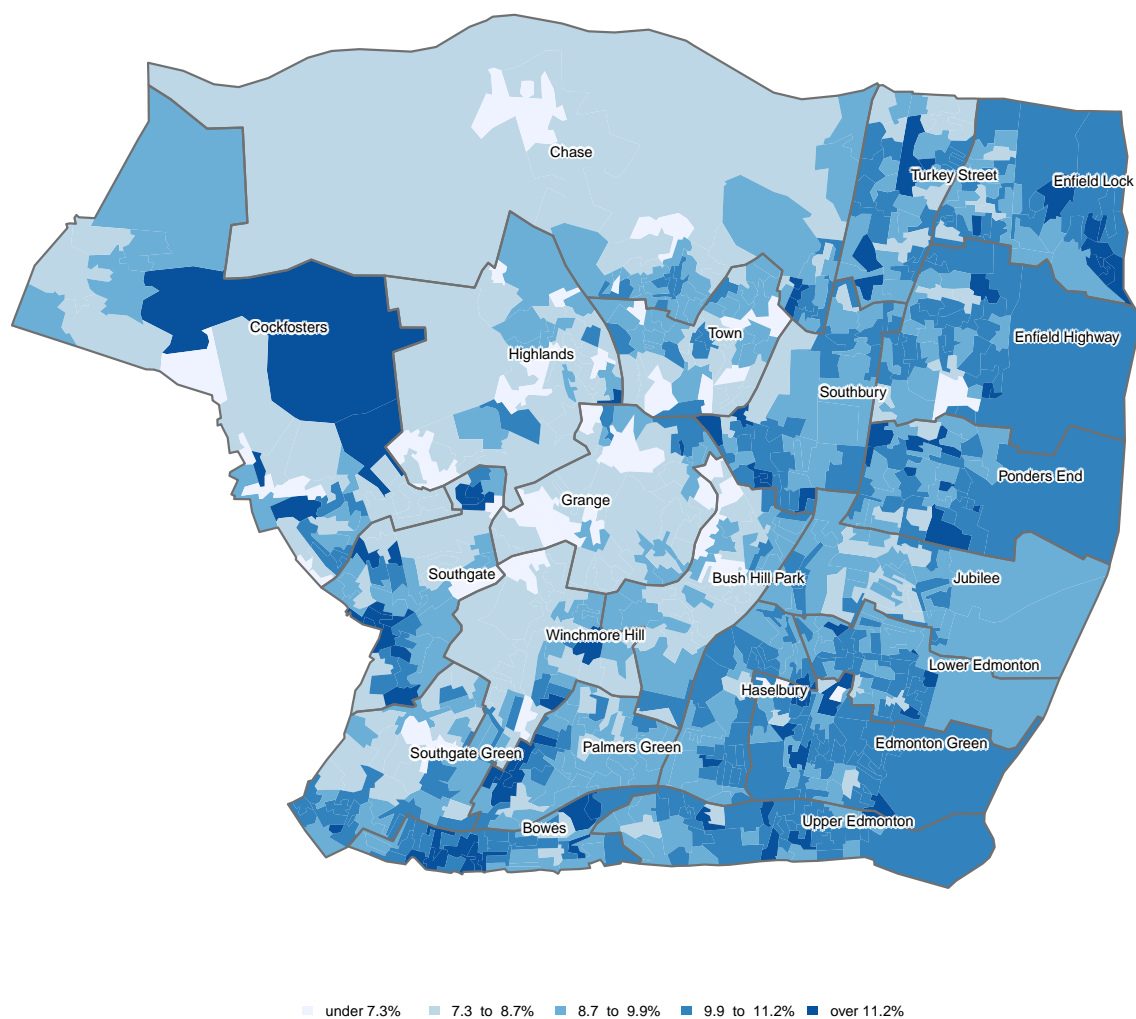 Chase
Turkey Street
Enfield Lock
Cockfosters
Town
Enfield Highway
Highlands
Southbury
Ponders End
Grange
Southgate
Bush Hill Park
Jubilee
Winchmore Hill
Lower Edmonton
Haselbury
Southgate Green
Palmers Green
Edmonton Green
Bowes
Upper Edmonton
under 7.3% 7.3 to 8.7% 8.7 to 9.9% 9.9 to 11.2% over 11.2%